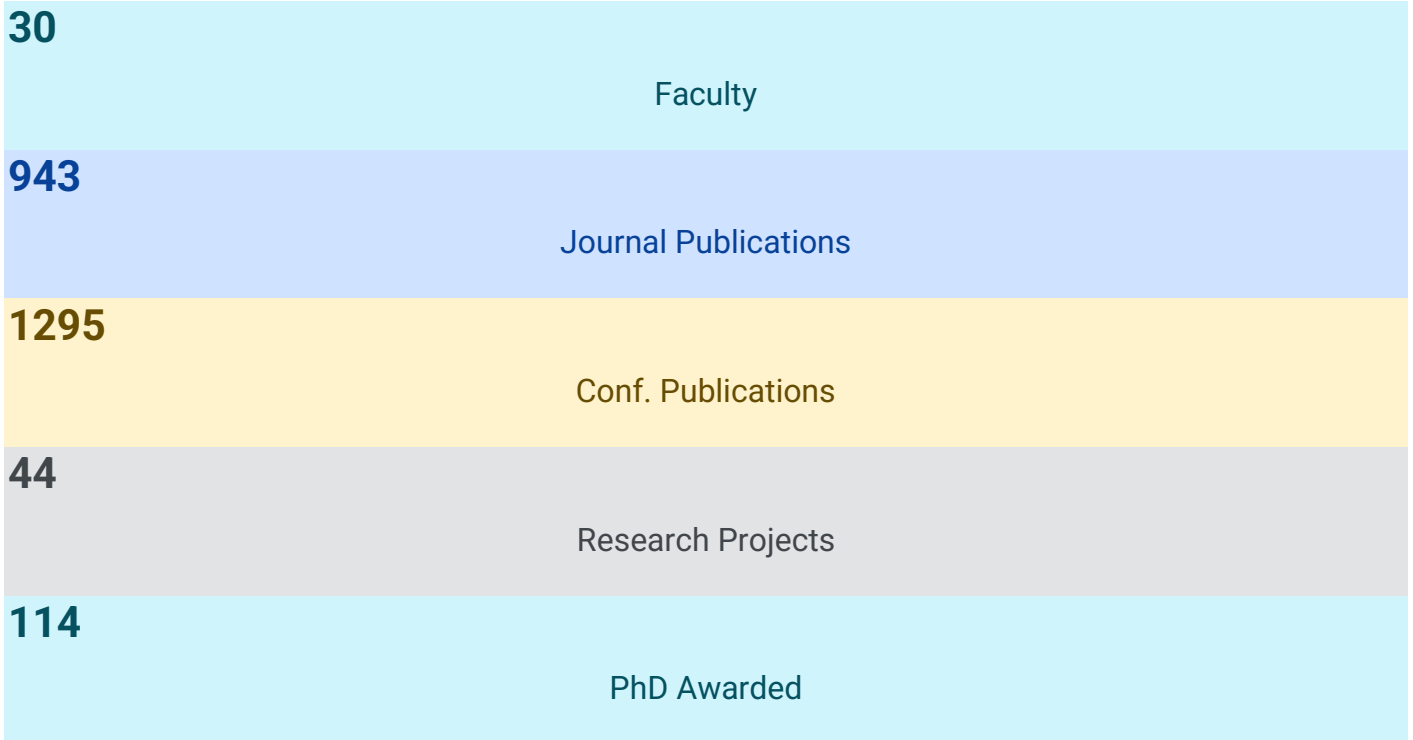 30
Faculty
943
Journal Publications
1295
Conf. Publications
44
Research Projects
114
PhD Awarded